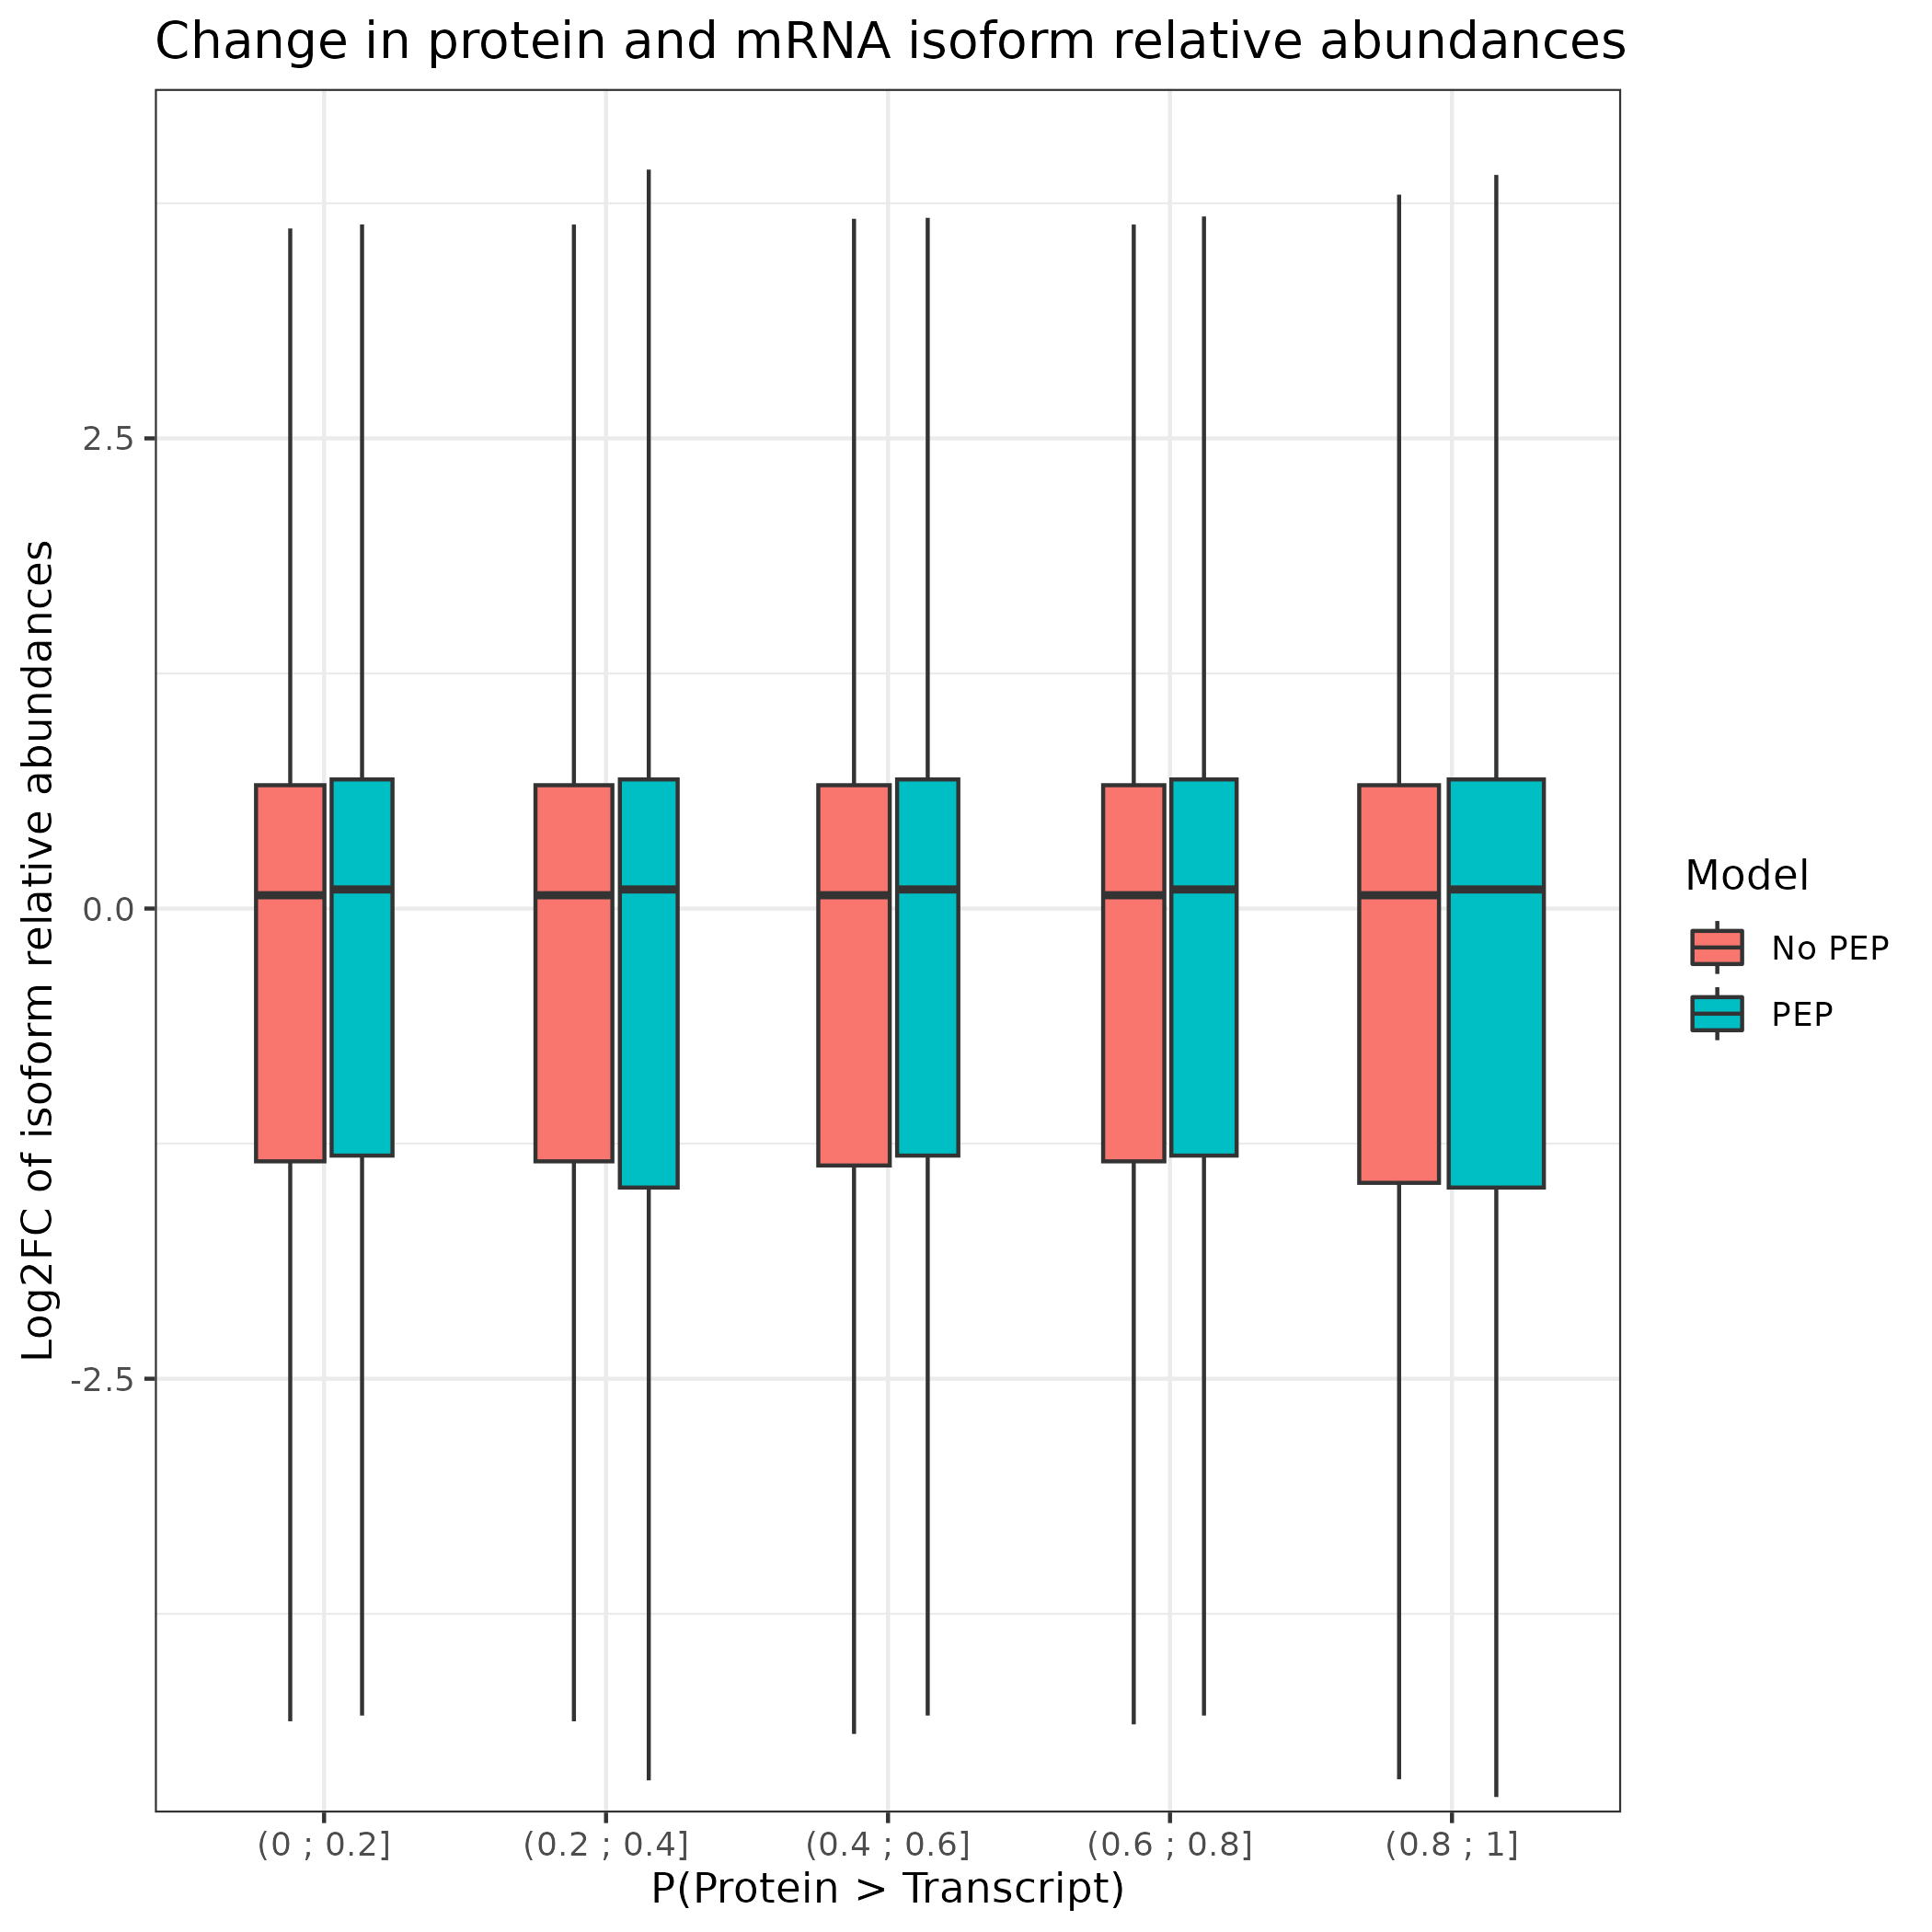 Change in protein and mRNA isoform relative abundances
Log2FC of isoform relative abundances
2.5
0.0
-2.5
(0 ; 0.2]
(0.2 ; 0.4]
(0.4 ; 0.6]
(0.6 ; 0.8]
(0.8 ; 1]
P(Protein > Transcript)
Model
No PEP
PEP